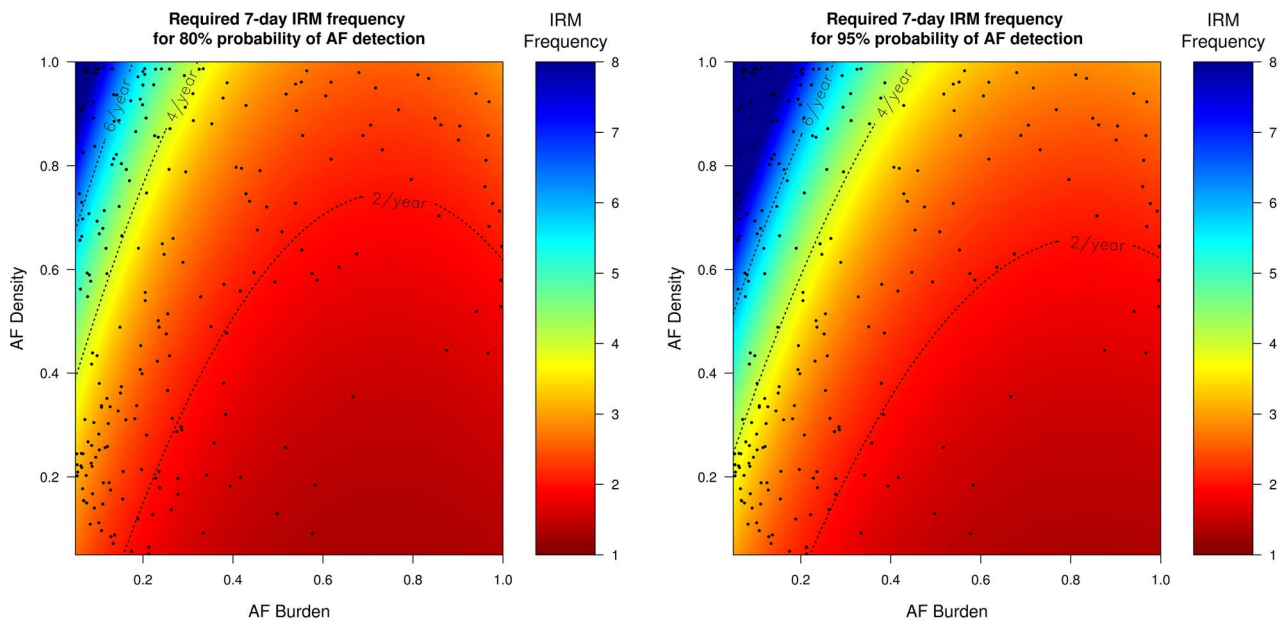 Required 7-day IRM frequency
for 80% probability of AF detection
IRM
Frequency
6/year
4/year
2/year
AF Density
0.2
0.4
0.6
0.8
1.0
0.2
0.4
0.6
0.8
1.0
AF Burden
8
7
6
5
4
3
2
1
Required 7-day IRM frequency
for 95% probability of AF detection
IRM
Frequency
6/year
4/year
2/year
AF Density
0.2
0.4
0.6
0.8
1.0
0.2
0.4
0.6
0.8
1.0
AF Burden
8
7
6
5
4
3
2
1